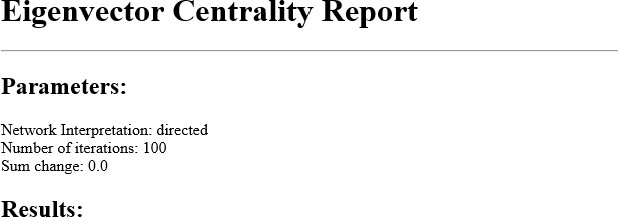 Eigenvector Centrality Report
Parameters:
Network Interpretation: directed
Number of iterations: 100
Sum change: 0.0
Results: